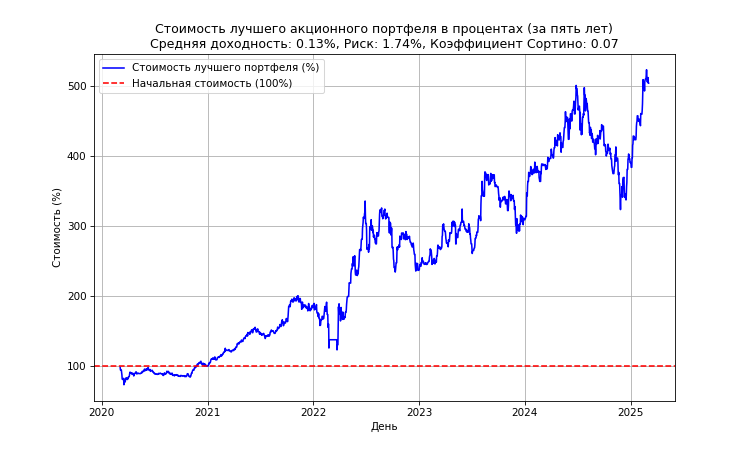 Стоимость лучшего акционного портфеля в процентах (за пять лет)
Средняя доходность: 0.13%, Риск: 1.74%, Коэффициент Сортино: 0.07
Стоимость лучшего портфеля (%)
Начальная стоимость (100%)
Стоимость (%)
500
400
300
200
100
2020
2021
2022
2023
2024
2025
День